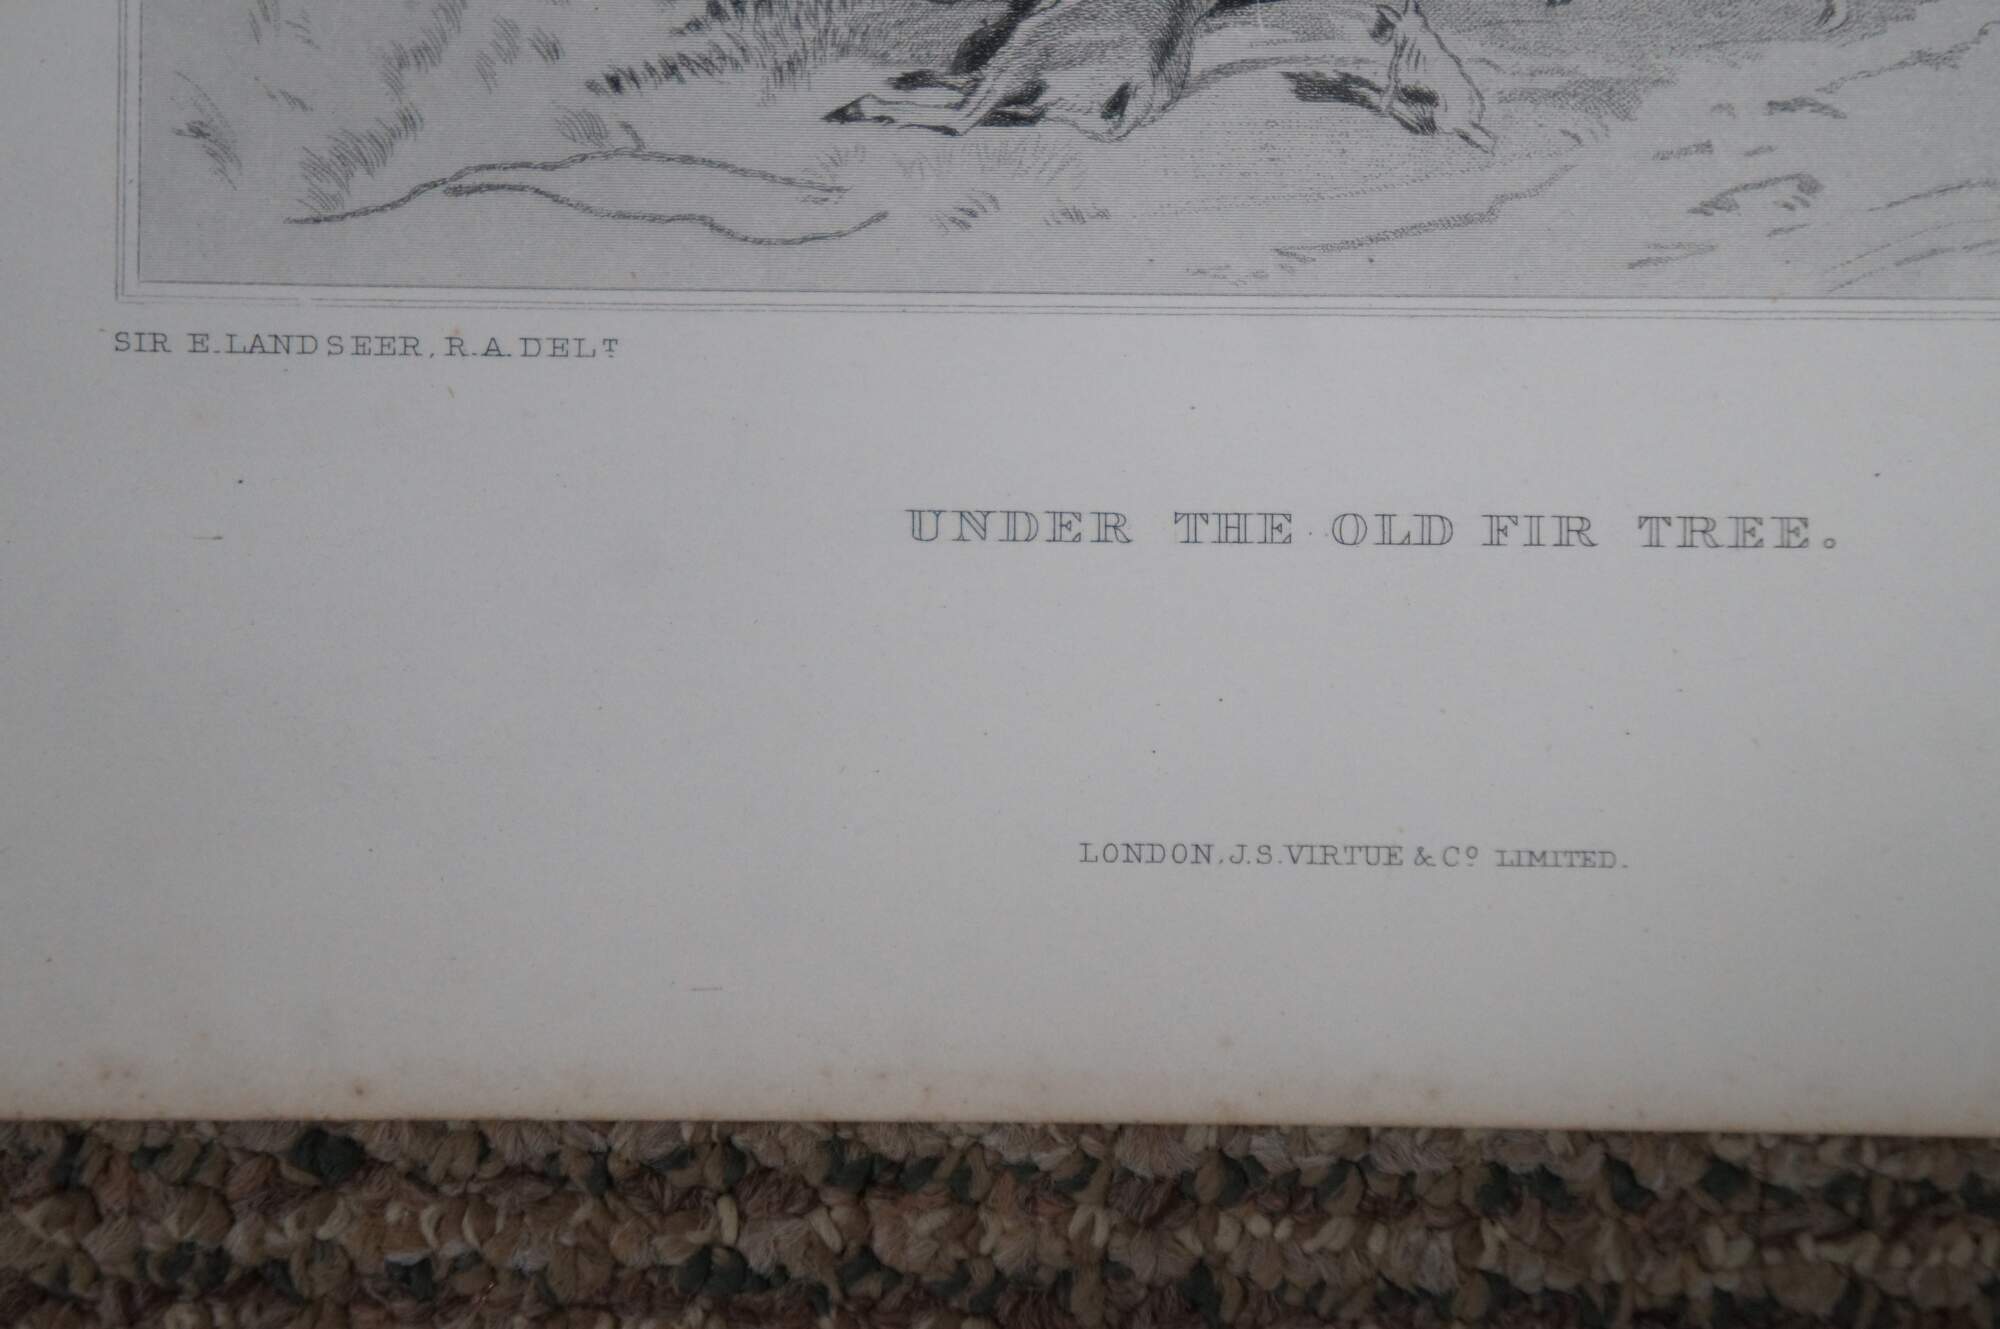 SIR E. LANDSEER, R.A. DELT
UNDER THE OLD FIR TREE.
LONDON, J.S. VIRTUE & Co LIMITED.